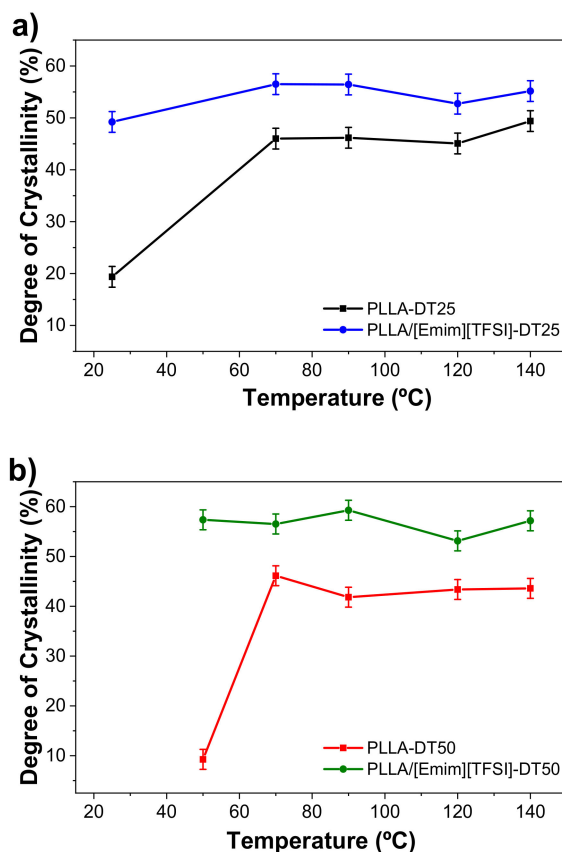 a)
Degree of Crystallinity (%)
60
50
40
30
20
10
PLLA-DT25
PLLA/[Emim][TFSI]-DT25
20 40 60 80 100 120 140
Temperature (ºC)
b)
Degree of Crystallinity (%)
60
50
40
30
20
10
PLLA-DT50
PLLA/[Emim][TFSI]-DT50
20 40 60 80 100 120 140
Temperature (ºC)